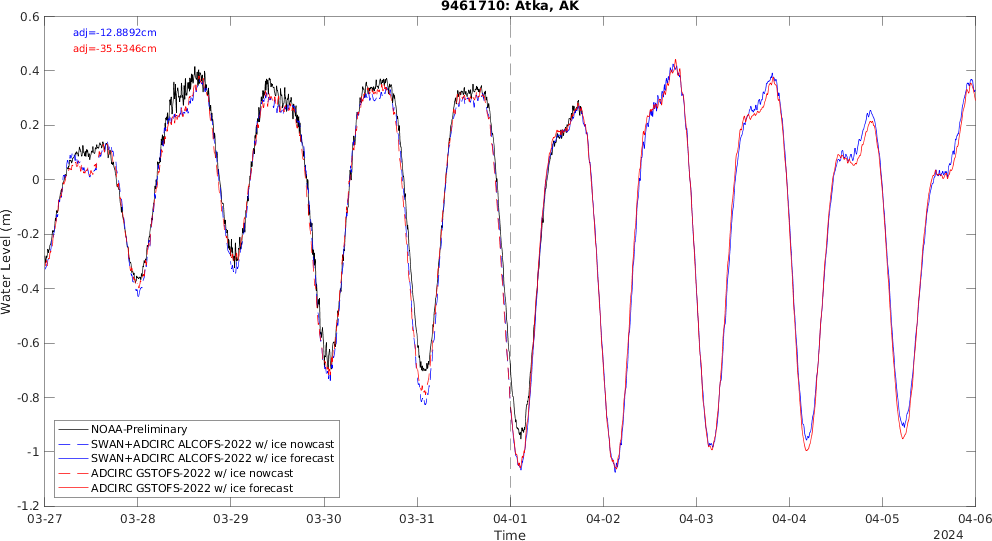 9461710: Atka, AK
0.6
adj=-12.8892cm
adj=-35.5346cm
0.4
0.2
0
-0.2
-0.4
-0.6
-0.8
-1
-1.2
Water Level (m)
NOAA-Preliminary
SWAN+ADCIRC ALCOFS-2022 w/ ice nowcast
SWAN+ADCIRC ALCOFS-2022 w/ ice forecast
ADCIRC GSTOFS-2022 w/ ice nowcast
ADCIRC GSTOFS-2022 w/ ice forecast
03-27 03-28 03-29 03-30 03-31 04-01 04-02 04-03 04-04 04-05 04-06
Time
2024